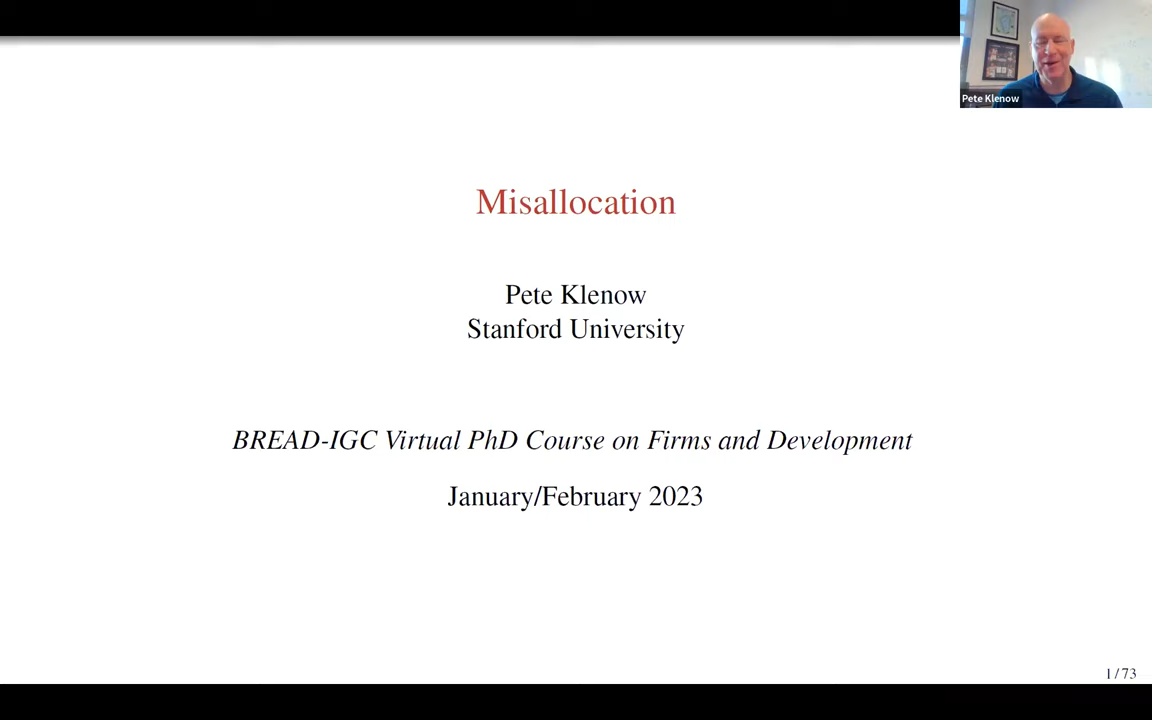 Pete Klenow
Misallocation
Pete Klenow
Stanford University
BREAD-IGC Virtual PhD Course on Firms and Development
January/February 2023
1 / 73